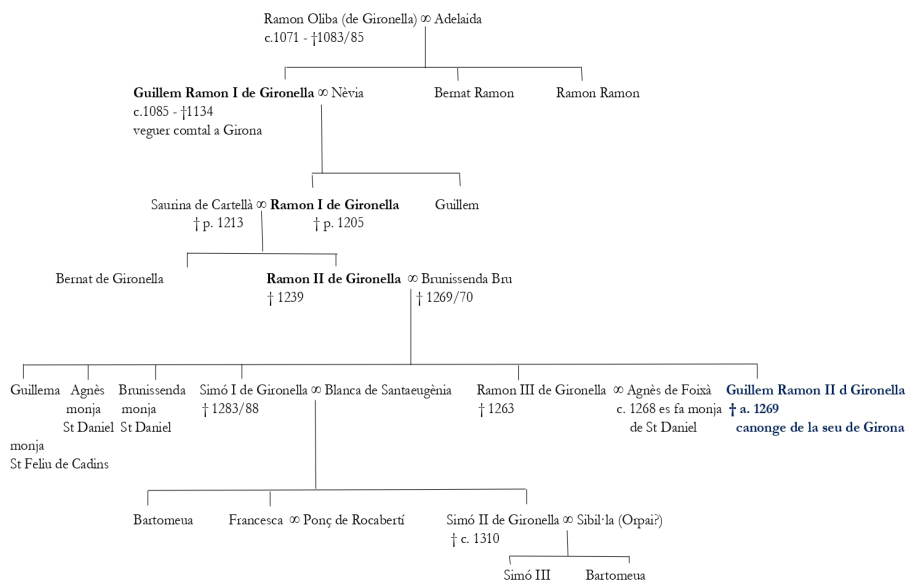 Ramon Oliba (de Gironella) ∞ Adelaida
c.1071 - †1083/85
Guillem Ramon I de Gironella ∞ Nèvia
c.1085 - †1134
veguer comtal a Girona
Bernat Ramon
Ramon Ramon
Saurina de Cartellà ∞ Ramon I de Gironella
† p. 1213
† p. 1205
Guillem
Bernat de Gironella
Ramon II de Gironella ∞ Brunissenda Bru
† 1239
† 1269/70
Guillema
monja
St Feliu de Cadins
Agnès
monja
St Daniel
Brunissenda
monja
St Daniel
Simó I de Gironella ∞ Blanca de Santaeugènia
† 1283/88
Ramon III de Gironella ∞ Agnès de Foixà
† 1263
c. 1268 es fa monja
de St Daniel
Guillem Ramon II d Gironella
† a. 1269
canonge de la seu de Girona
Bartomeua
Francesca ∞ Ponç de Rocabertí
Simó II de Gironella ∞ Sibil·la (Orpai?)
† c. 1310
Simó III
Bartomeua